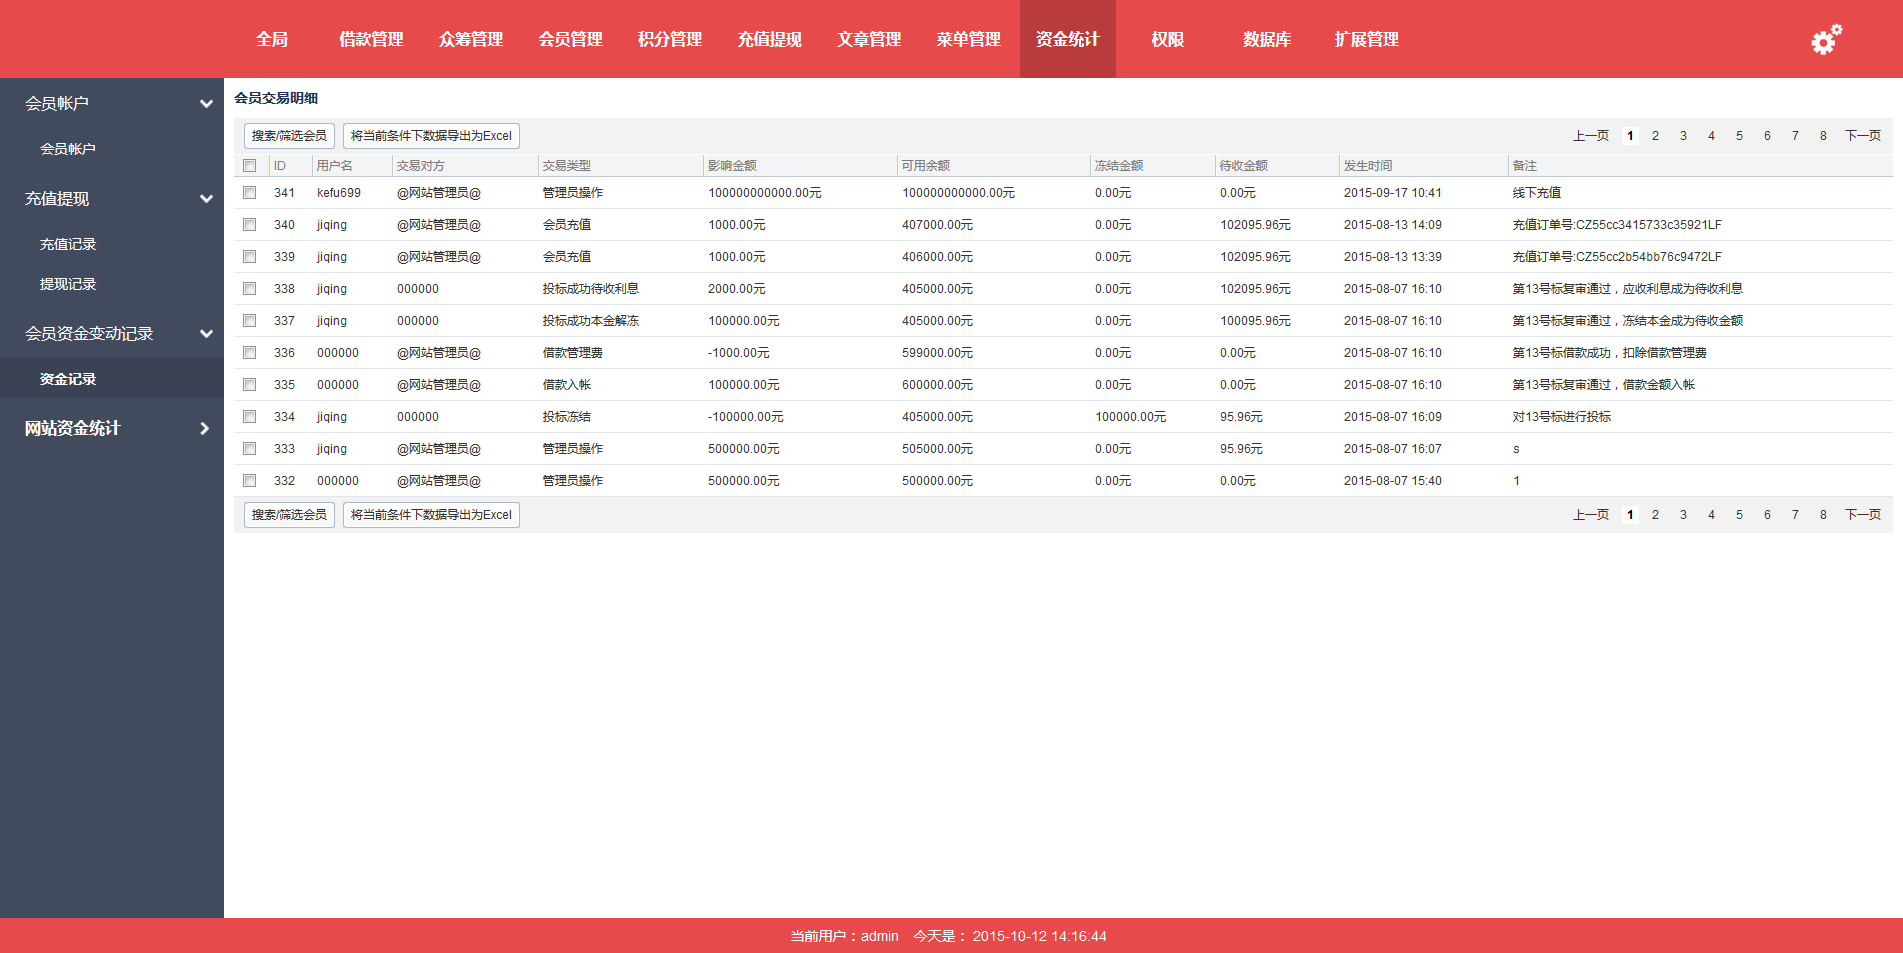 全局 借款管理 众筹管理 会员管理 积分管理 充值提现 文章管理 菜单管理 资金统计 权限 数据库 扩展管理
会员帐户
会员帐户
充值提现
充值记录
提现记录
会员资金变动记录
资金记录
网站资金统计
会员交易明细
搜索/筛选会员 将当前条件下数据导出为Excel 上一页 1 2 3 4 5 6 7 8 下一页
ID 用户名 交易对方 交易类型 影响金额 可用余额 冻结金额 待收金额 发生时间 备注
341 kefu699 @网站管理员@ 管理员操作 100000000000.00元 100000000000.00元 0.00元 0.00元 2015-09-17 10:41 线下充值
340 jiqing @网站管理员@ 会员充值 1000.00元 407000.00元 0.00元 102095.96元 2015-08-13 14:09 充值订单号:CZ55cc3415733c35921LF
339 jiqing @网站管理员@ 会员充值 1000.00元 406000.00元 0.00元 102095.96元 2015-08-13 13:39 充值订单号:CZ55cc2b54bb76c9472LF
338 jiqing 000000 投标成功待收利息 2000.00元 405000.00元 0.00元 102095.96元 2015-08-07 16:10 第13号标复审通过，应收利息成为待收利息
337 jiqing 000000 投标成功本金解冻 100000.00元 405000.00元 0.00元 100095.96元 2015-08-07 16:10 第13号标复审通过，冻结本金成为待收金额
336 000000 @网站管理员@ 借款管理费 -1000.00元 599000.00元 0.00元 0.00元 2015-08-07 16:10 第13号标借款成功，扣除借款管理费
335 000000 @网站管理员@ 借款入帐 100000.00元 600000.00元 0.00元 0.00元 2015-08-07 16:10 第13号标复审通过，借款金额入帐
334 jiqing 000000 投标冻结 -100000.00元 405000.00元 100000.00元 95.96元 2015-08-07 16:09 对13号标进行投标
333 jiqing @网站管理员@ 管理员操作 500000.00元 505000.00元 0.00元 95.96元 2015-08-07 16:07 s
332 000000 @网站管理员@ 管理员操作 500000.00元 500000.00元 0.00元 0.00元 2015-08-07 15:40 1
搜索/筛选会员 将当前条件下数据导出为Excel 上一页 1 2 3 4 5 6 7 8 下一页
当前用户：admin 今天是： 2015-10-12 14:16:44